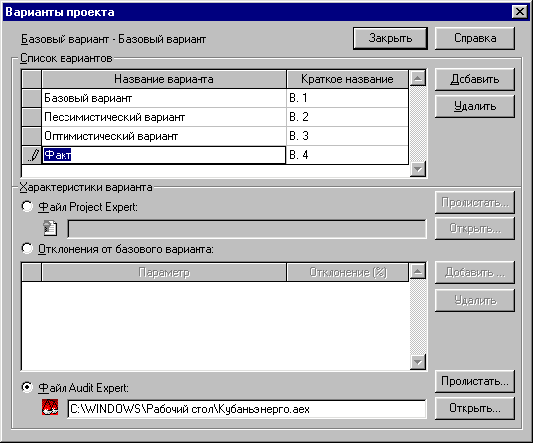 Варианты проекта
Базовый вариант - Базовый вариант
Закрыть
Справка
Список вариантов
Название варианта Краткое название
Базовый вариант В. 1
Пессимистический вариант В. 2
Оптимистический вариант В. 3
Факт В. 4
Добавить
Удалить
Характеристики варианта
Файл Project Expert:
Пролистать...
Открыть...
Отклонения от базового варианта:
Параметр Отклонение (%)
Добавить ...
Удалить
Файл Audit Expert:
Пролистать...
C:\WINDOWS\Рабочий стол\Кубаньэнерго.aex
Открыть...